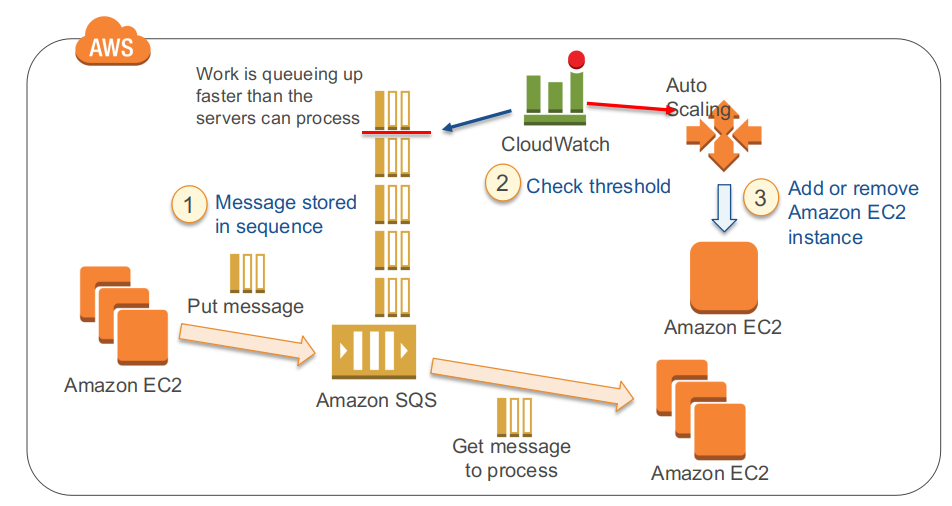 AWS
Work is queueing up
faster than the
servers can process
CloudWatch
Auto
Scaling
1
Message stored
in sequence
2
Check threshold
3
Add or remove
Amazon EC2
instance
Put message
Amazon EC2
Amazon SQS
Amazon EC2
Get message
to process
Amazon EC2